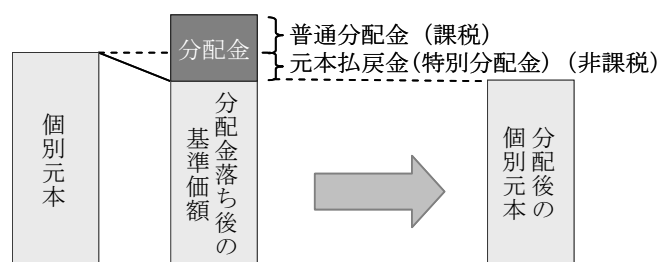 分配金
普通分配金（課税）
元本払戻金（特別分配金）（非課税）
個別元本
分配金落ち後の
基準価額
分配後の
個別元本